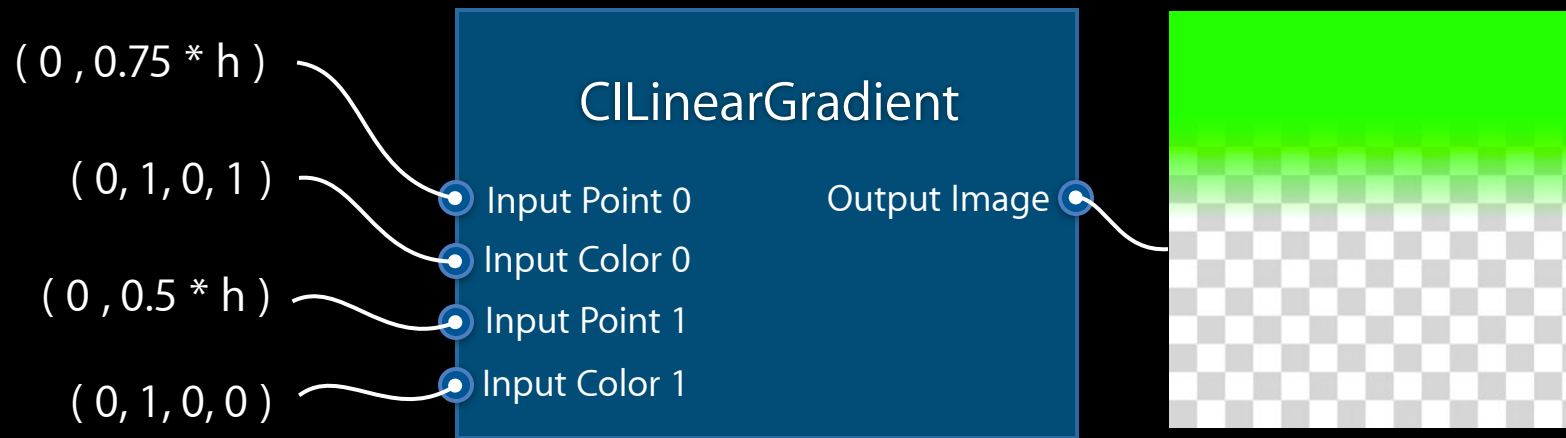 ( 0 , 0.75 * h )
( 0, 1, 0, 1 )
( 0 , 0.5 * h )
( 0, 1, 0, 0 )
CILinearGradient
Input Point 0
Input Color 0
Input Point 1
Input Color 1
Output Image